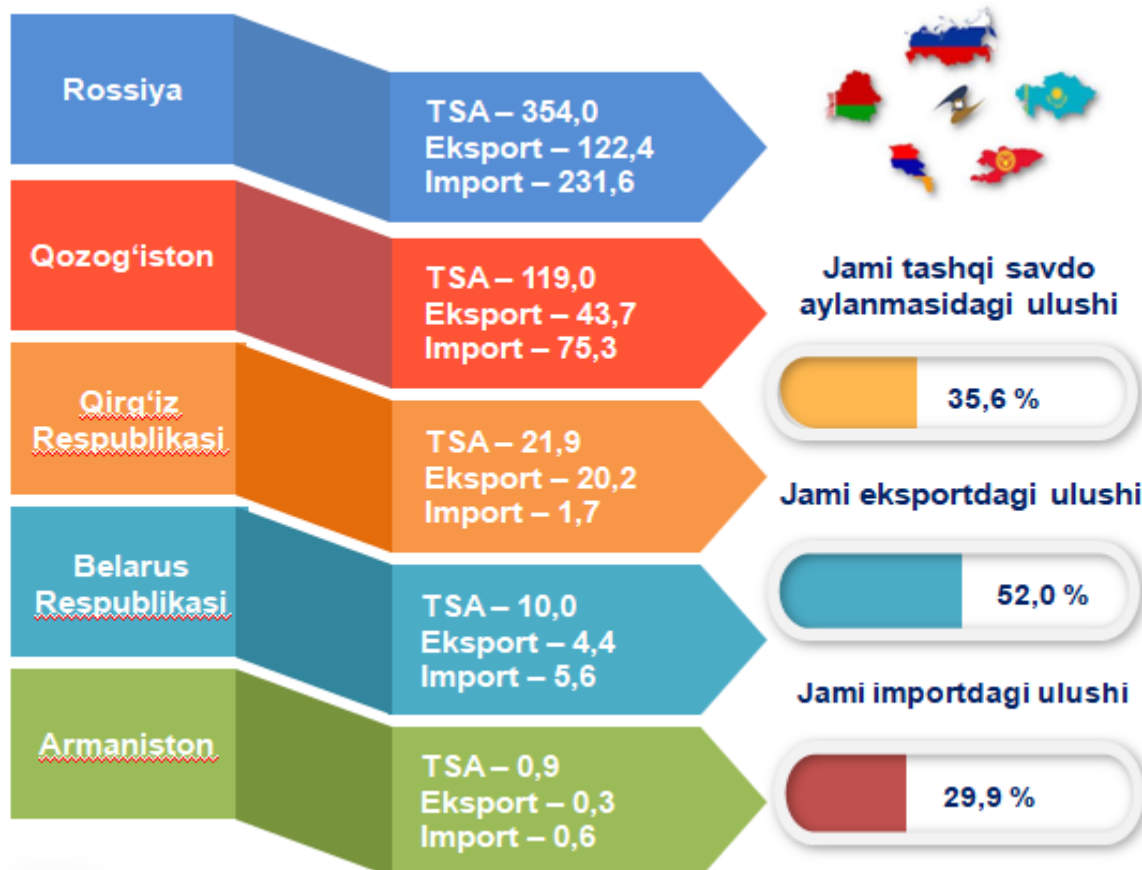 Rossiya
TSA – 354,0
Eksport – 122,4
Import – 231,6
Qozog‘iston
TSA – 119,0
Eksport – 43,7
Import – 75,3
Qirg‘iz
Respublikasi
TSA – 21,9
Eksport – 20,2
Import – 1,7
Belarus
Respublikasi
TSA – 10,0
Eksport – 4,4
Import – 5,6
Armaniston
TSA – 0,9
Eksport – 0,3
Import – 0,6
Jami tashqi savdo
aylanmasidagi ulushi
35,6 %
Jami eksportdagi ulushi
52,0 %
Jami importdagi ulushi
29,9 %